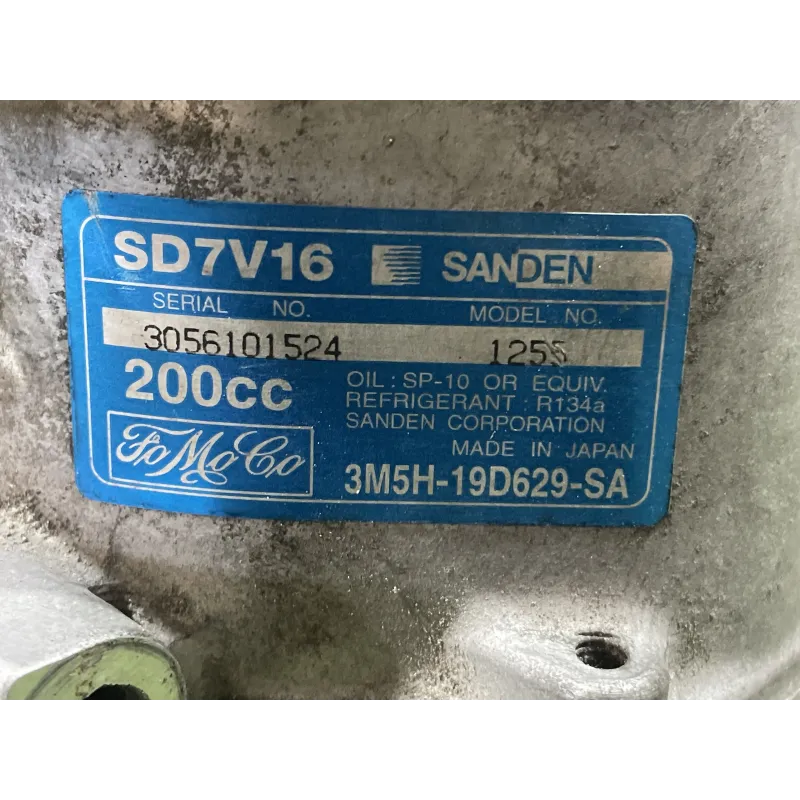 SD7V16 SANDEN
SERIAL NO. MODEL NO.
3056101524 1255
200cc
OIL : SP-10 OR EQUIV.
REFRIGERANT : R134a
SANDEN CORPORATION
MADE IN JAPAN
FoMoCo
3M5H-19D629-SA